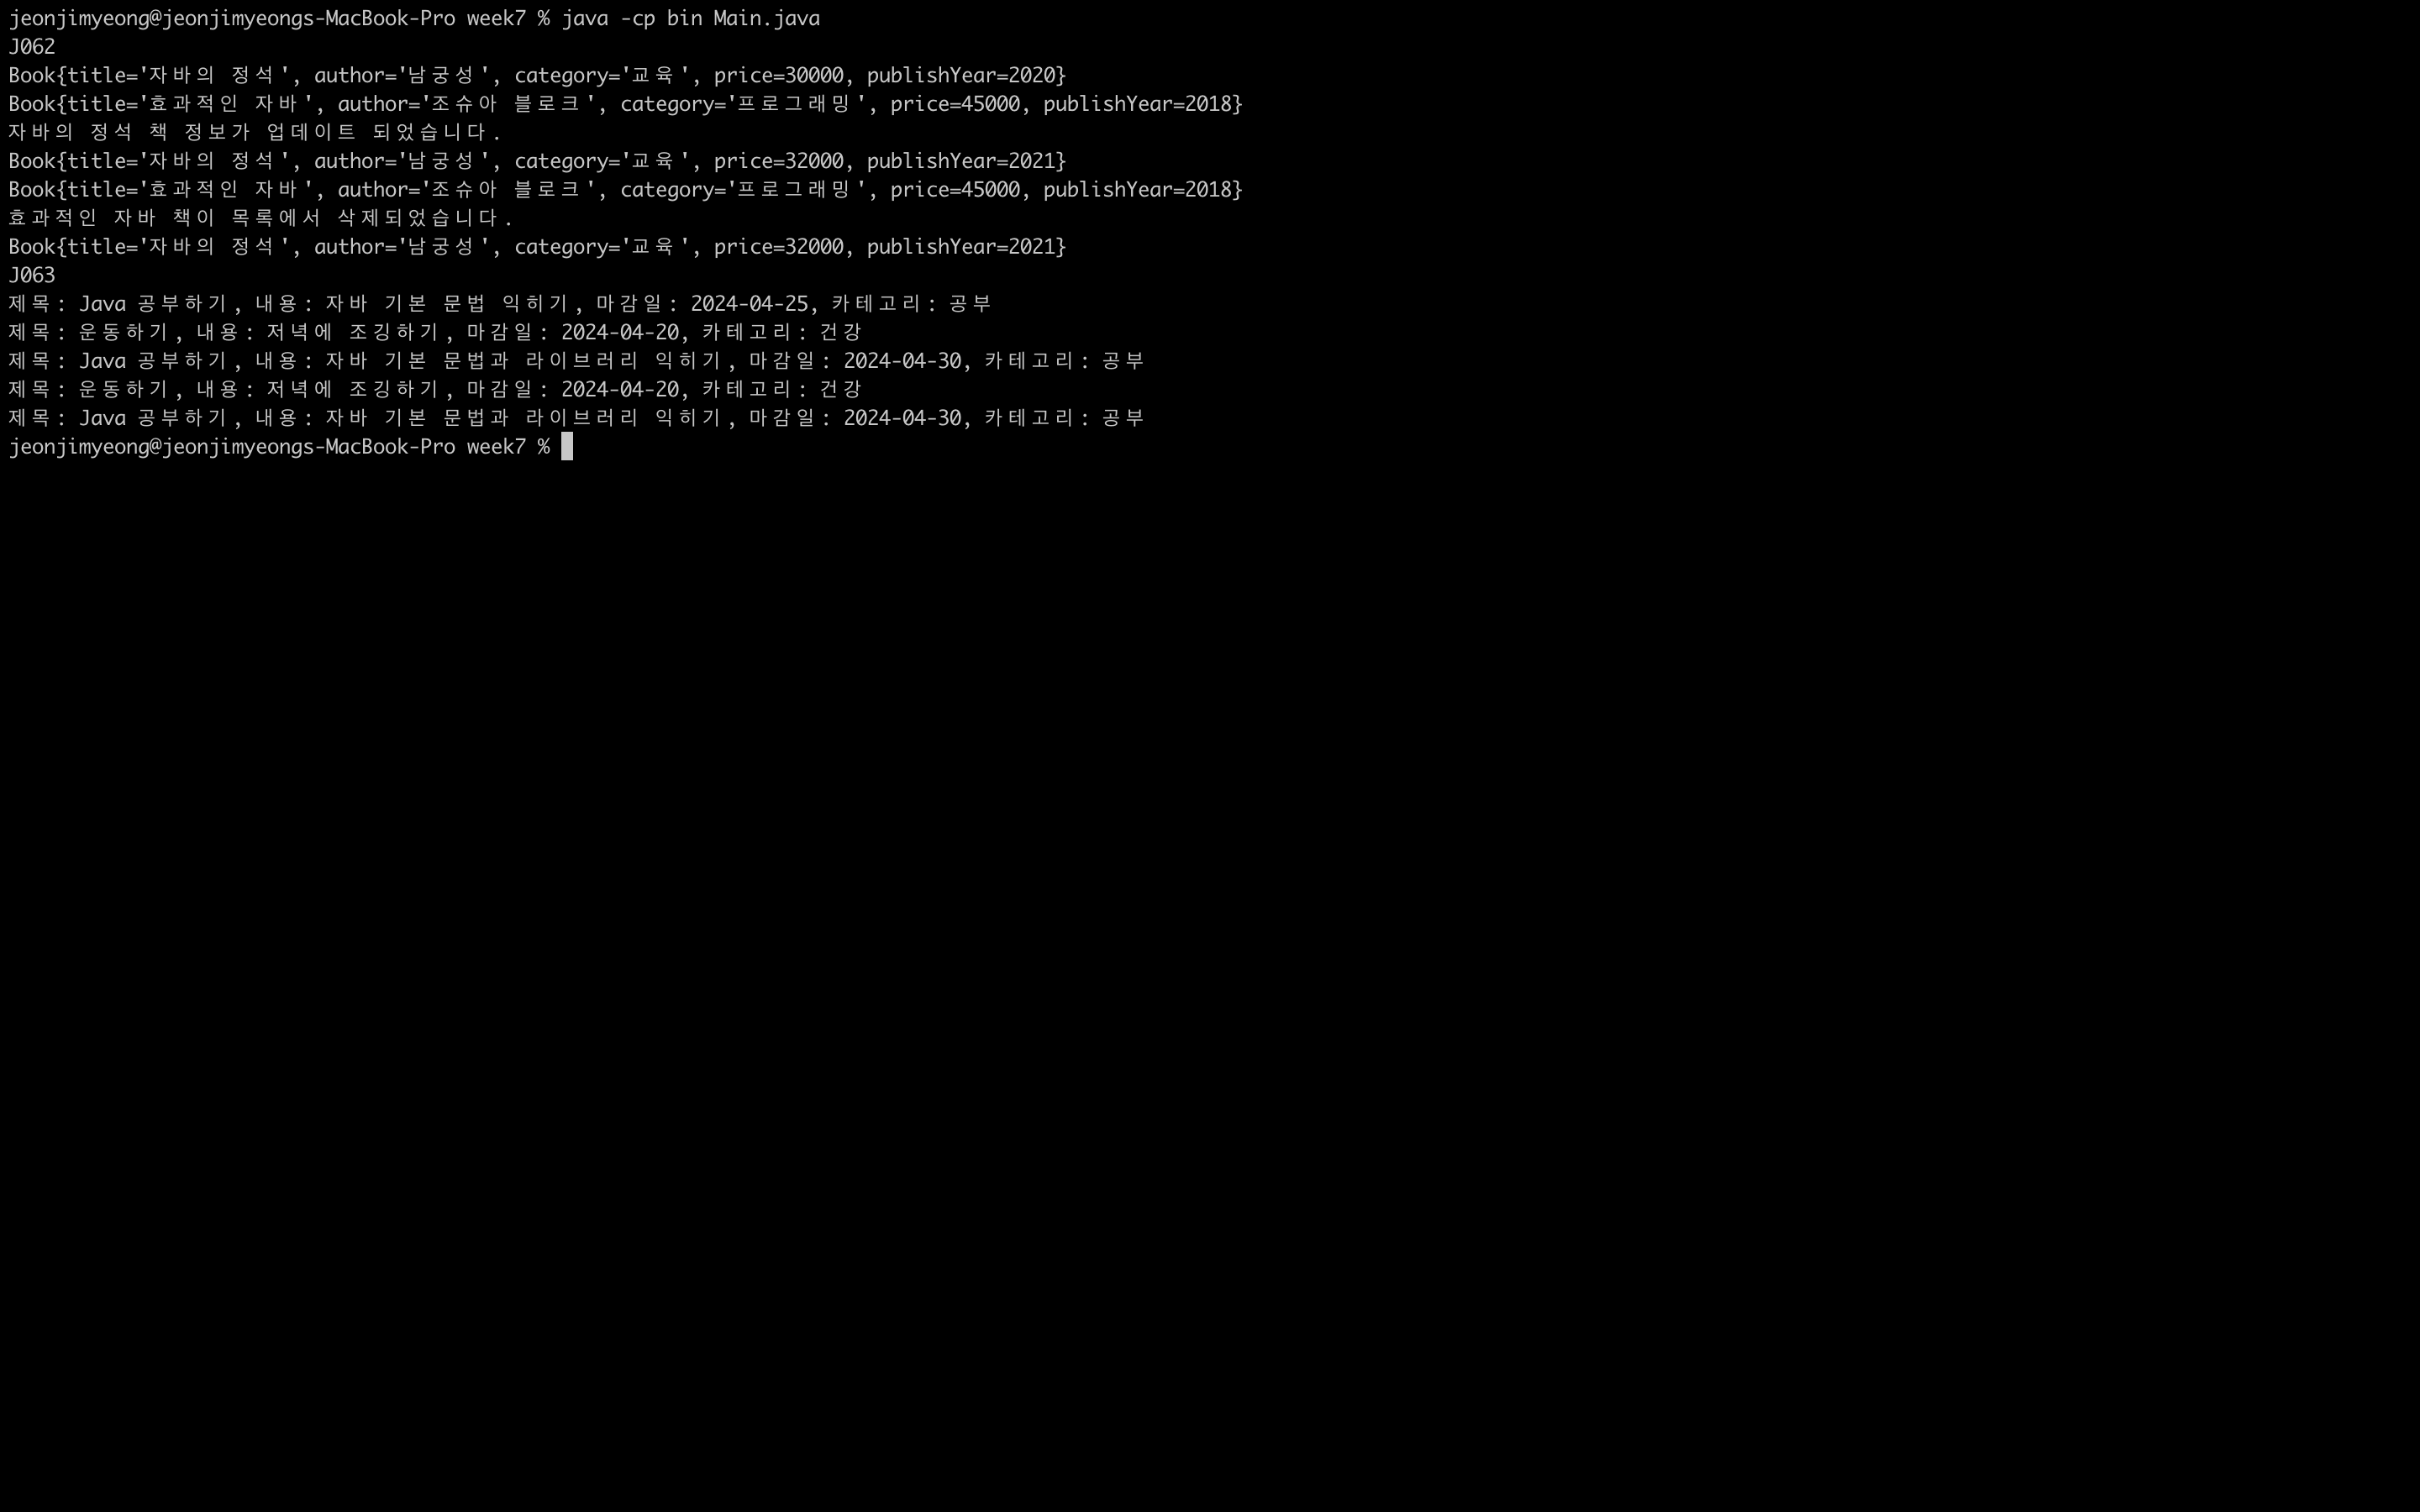 jeonjimyeong@jeonjimyeongs-MacBook-Pro week7 % java -cp bin Main.java
J062
Book{title='자바의 정석', author='남궁성', category='교육', price=30000, publishYear=2020}
Book{title='효과적인 자바', author='조슈아 블로크', category='프로그래밍', price=45000, publishYear=2018}
자바의 정석 책 정보가 업데이트 되었습니다.
Book{title='자바의 정석', author='남궁성', category='교육', price=32000, publishYear=2021}
Book{title='효과적인 자바', author='조슈아 블로크', category='프로그래밍', price=45000, publishYear=2018}
효과적인 자바 책이 목록에서 삭제되었습니다.
Book{title='자바의 정석', author='남궁성', category='교육', price=32000, publishYear=2021}
J063
제목: Java 공부하기, 내용: 자바 기본 문법 익히기, 마감일: 2024-04-25, 카테고리: 공부
제목: 운동하기, 내용: 저녁에 조깅하기, 마감일: 2024-04-20, 카테고리: 건강
제목: Java 공부하기, 내용: 자바 기본 문법과 라이브러리 익히기, 마감일: 2024-04-30, 카테고리: 공부
제목: 운동하기, 내용: 저녁에 조깅하기, 마감일: 2024-04-20, 카테고리: 건강
제목: Java 공부하기, 내용: 자바 기본 문법과 라이브러리 익히기, 마감일: 2024-04-30, 카테고리: 공부
jeonjimyeong@jeonjimyeongs-MacBook-Pro week7 %